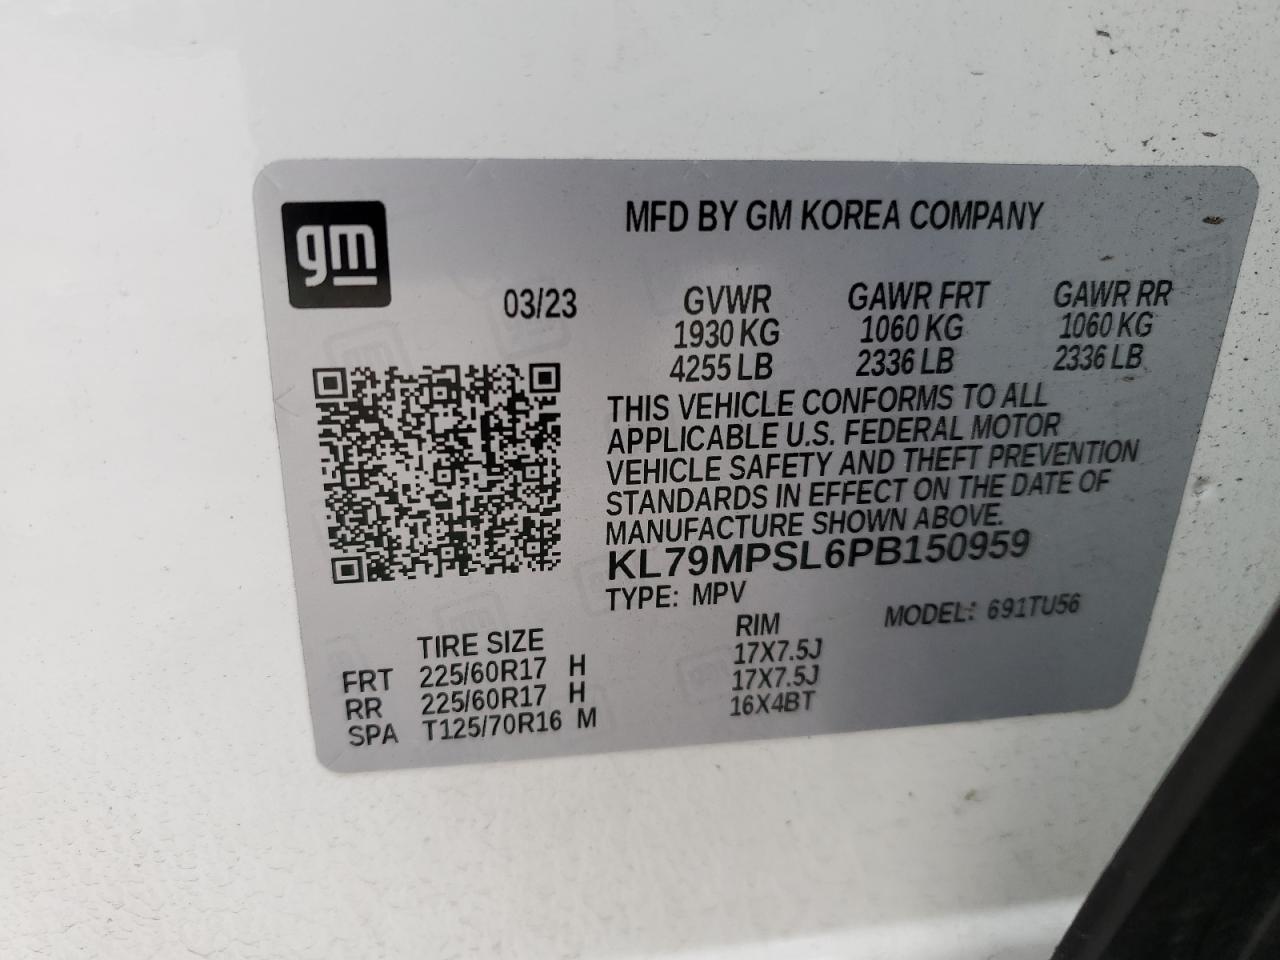 gm
MFD BY GM KOREA COMPANY
03/23 GVWR GAWR FRT GAWR RR
1930 KG 1060 KG 1060 KG
4255 LB 2336 LB 2336 LB
THIS VEHICLE CONFORMS TO ALL
APPLICABLE U.S. FEDERAL MOTOR
VEHICLE SAFETY AND THEFT PREVENTION
STANDARDS IN EFFECT ON THE DATE OF
MANUFACTURE SHOWN ABOVE.
KL79MPSL6PB150959
TYPE: MPV MODEL: 691TU56
TIRE SIZE RIM
FRT 225/60R17 H 17X7.5J
RR 225/60R17 H 17X7.5J
SPA T125/70R16 M 16X4BT